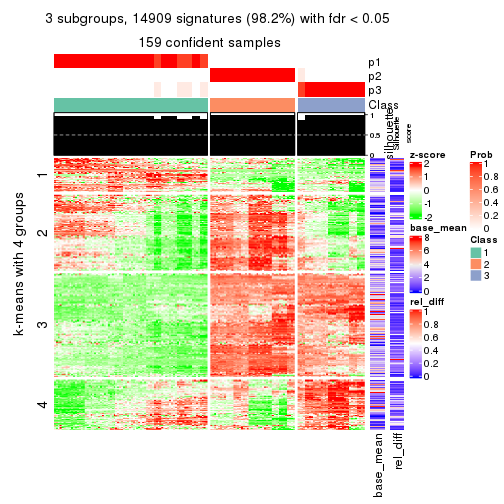 3 subgroups, 14909 signatures (98.2%) with fdr < 0.05
159 confident samples
p1
p2
p3
Class
1
0.5
0
silhouette
Silhouette
score
k-means with 4 groups
1
2
3
4
base_mean
rel_diff
z-score
2
1
0
-1
-2
base_mean
8
6
4
2
0
rel_diff
1
0.8
0.6
0.4
0.2
0
Prob
1
0.8
0.6
0.4
0.2
0
Class
1
2
3